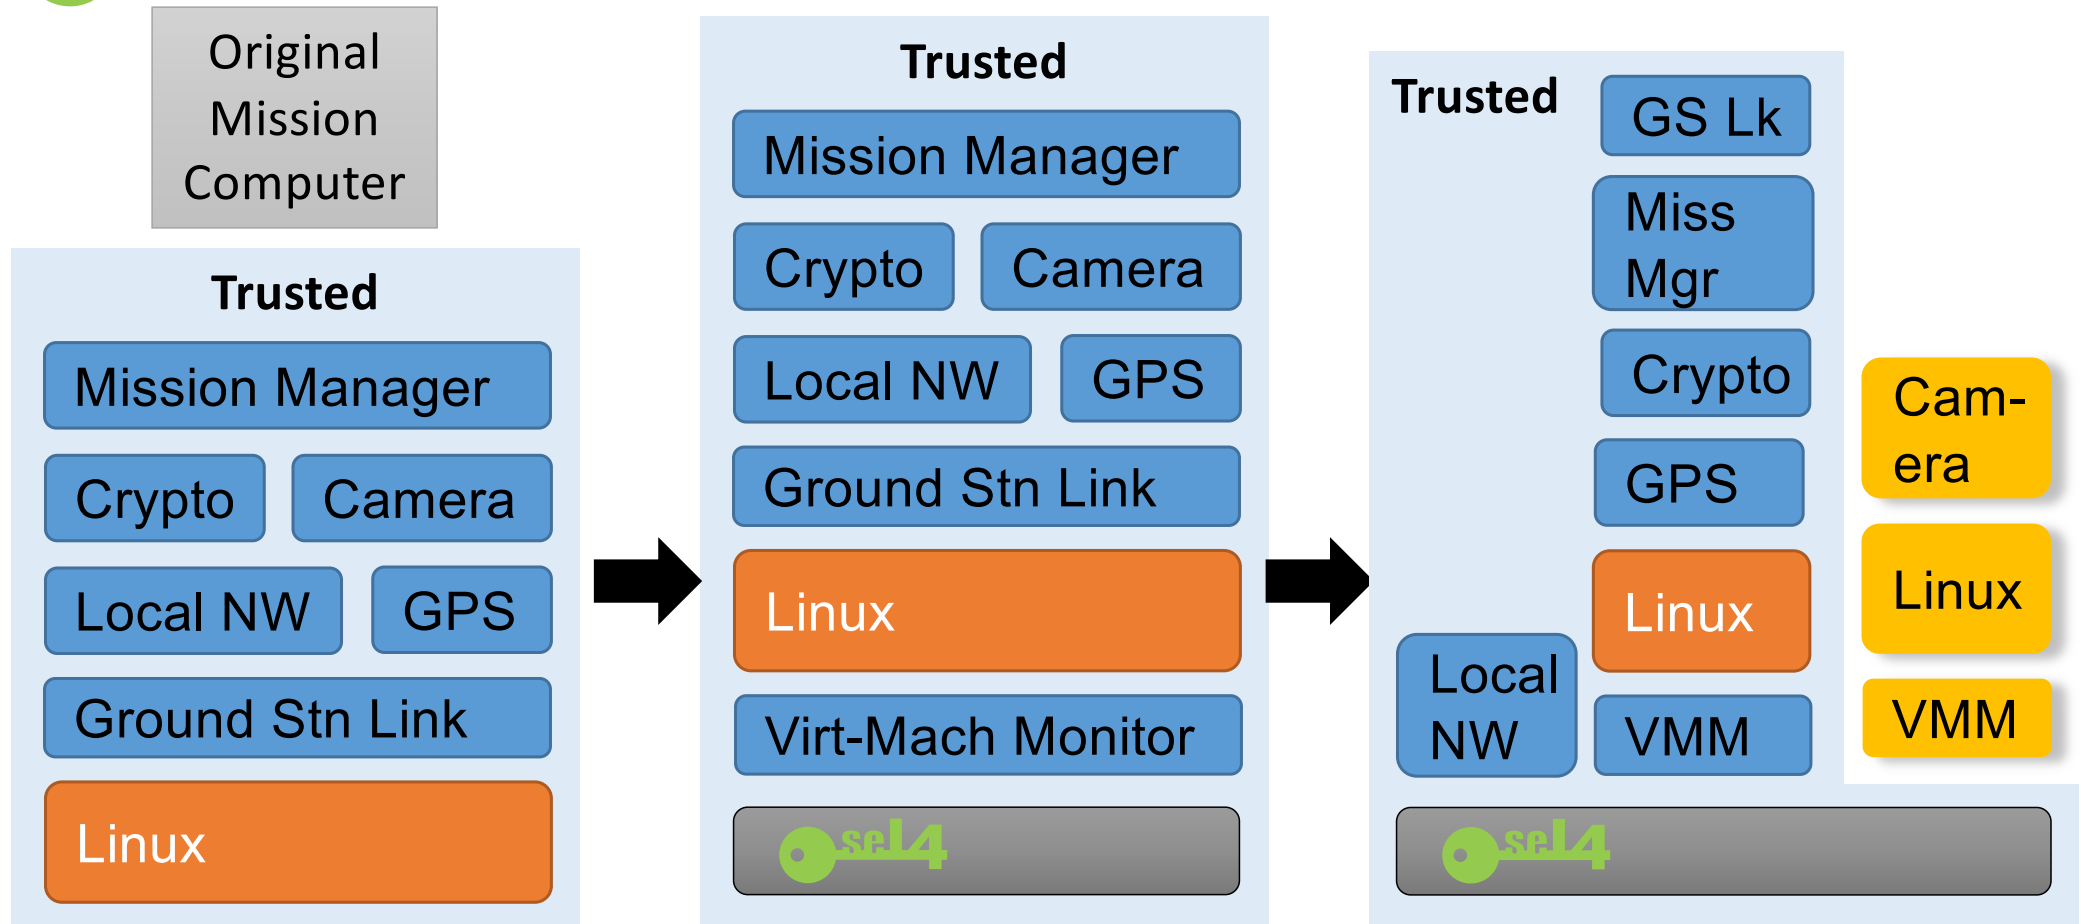 Original
Mission
Computer
Trusted
Mission Manager
Crypto
Camera
Local NW
GPS
Ground Stn Link
Linux
Trusted
Mission Manager
Crypto
Camera
Local NW
GPS
Ground Stn Link
Linux
Virt-Mach Monitor
seL4
Trusted
GS Lk
Miss
Mgr
Crypto
GPS
Linux
Local
NW
VMM
Cam-
era
Linux
VMM
seL4